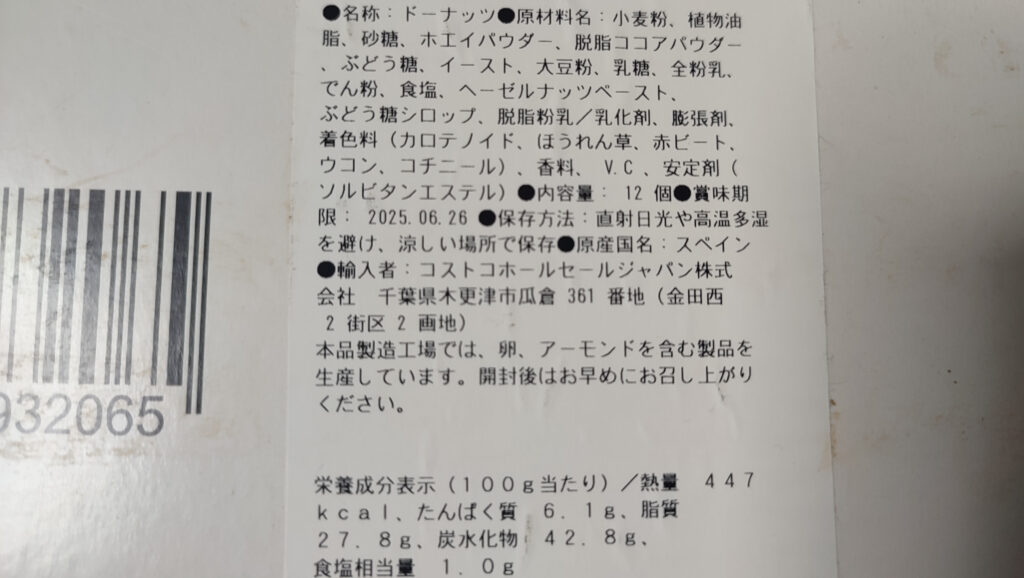 ●名称：ドーナッツ●原材料名：小麦粉、植物油
脂、砂糖、ホエイパウダー、脱脂ココアパウダー
、ぶどう糖、イースト、大豆粉、乳糖、全粉乳、
でん粉、食塩、ヘーゼルナッツペースト、
ぶどう糖シロップ、脱脂粉乳／乳化剤、膨張剤、
着色料（カロテノイド、ほうれん草、赤ビート、
ウコン、コチニール）、香料、V.C、安定剤（
ソルビタンエステル）●内容量：12個●賞味期
限：2025.06.26●保存方法：直射日光や高温多湿
を避け、涼しい場所で保存●原産国名：スペイン
●輸入者：コストコホールセールジャパン株式
会社　千葉県木更津市瓜倉 361 番地（金田西
2 街区 2 画地）
本品製造工場では、卵、アーモンドを含む製品を
生産しています。開封後はお早めにお召し上がり
ください。
932065
栄養成分表示（１００ｇ当たり）／熱量　４４７
ｋｃａｌ、たんぱく質　６．１ｇ、脂質
２７．８ｇ、炭水化物　４２．８ｇ、
食塩相当量　１．０ｇ